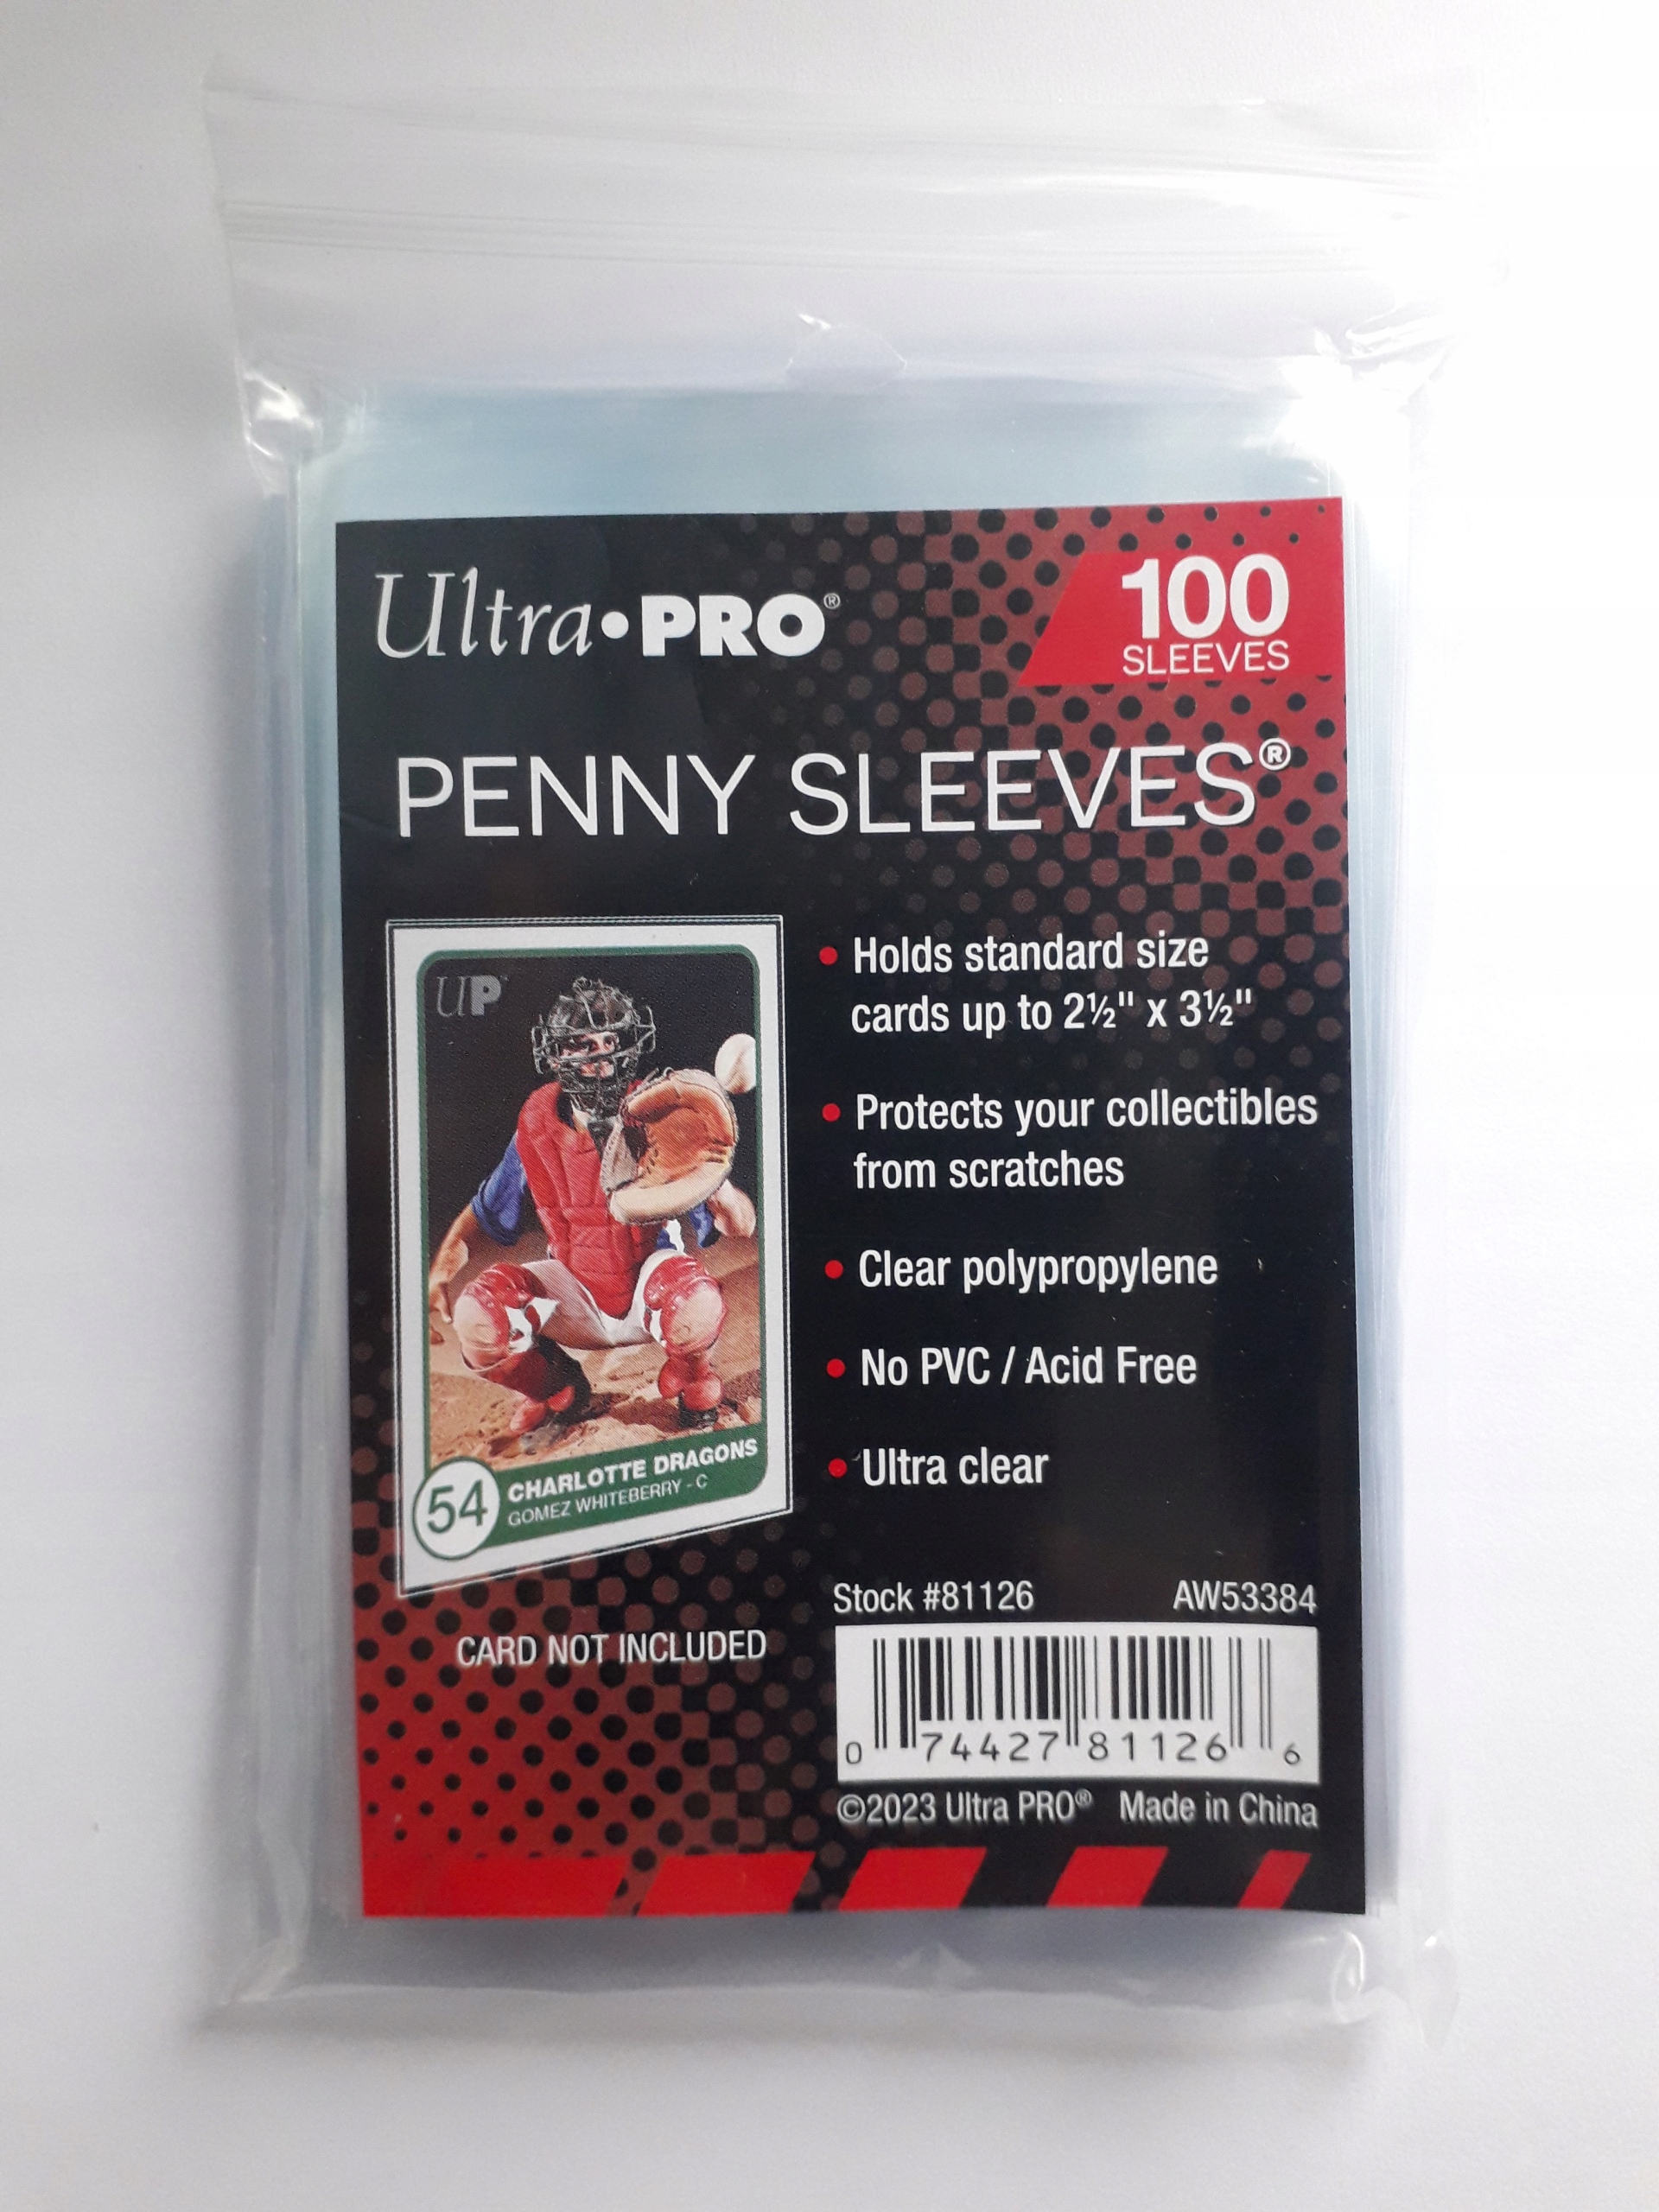 Ultra•PRO®
100
SLEEVES
PENNY SLEEVES®
UP™
54
CHARLOTTE DRAGONS
GOMEZ WHITEBERRY - C
CARD NOT INCLUDED
• Holds standard size
cards up to 2½" x 3½"
• Protects your collectibles
from scratches
• Clear polypropylene
• No PVC / Acid Free
• Ultra clear
Stock #81126 AW53384
0 74427 81126 6
©2023 Ultra PRO® Made in China